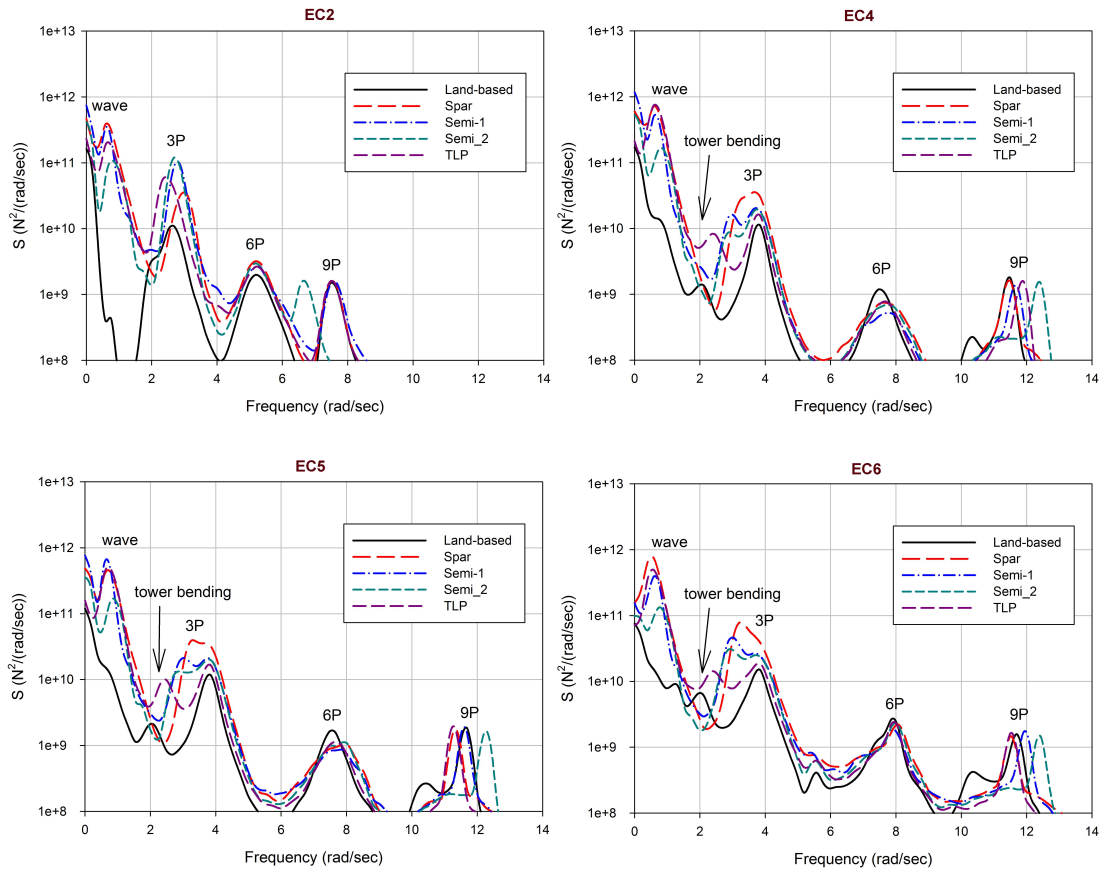 EC2
1e+13
1e+12
1e+11
1e+10
1e+9
1e+8
S (N²/(rad/sec))
wave
3P
6P
9P
Land-based
Spar
Semi-1
Semi_2
TLP
0 2 4 6 8 10 12 14
Frequency (rad/sec)
EC4
1e+13
1e+12
1e+11
1e+10
1e+9
1e+8
S (N²/(rad/sec))
wave
tower bending
3P
6P
9P
Land-based
Spar
Semi-1
Semi_2
TLP
0 2 4 6 8 10 12 14
Frequency (rad/sec)
EC5
1e+13
1e+12
1e+11
1e+10
1e+9
1e+8
S (N²/(rad/sec))
wave
tower bending
3P
6P
9P
Land-based
Spar
Semi-1
Semi_2
TLP
0 2 4 6 8 10 12 14
Frequency (rad/sec)
EC6
1e+13
1e+12
1e+11
1e+10
1e+9
1e+8
S (N²/(rad/sec))
wave
tower bending
3P
6P
9P
Land-based
Spar
Semi-1
Semi_2
TLP
0 2 4 6 8 10 12 14
Frequency (rad/sec)